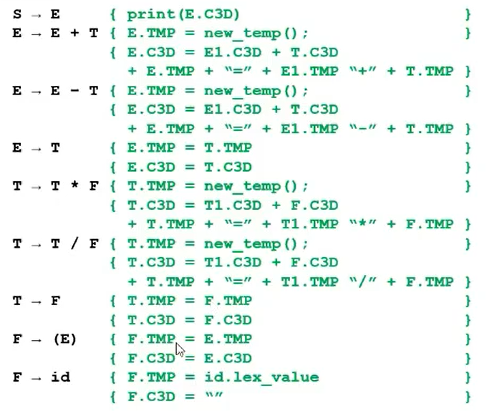 S → E { print(E.C3D) }
E → E + T { E.TMP = new_temp(); }
{ E.C3D = E1.C3D + T.C3D
+ E.TMP + “=” + E1.TMP “+” + T.TMP }
E → E - T { E.TMP = new_temp(); }
{ E.C3D = E1.C3D + T.C3D
+ E.TMP + “=” + E1.TMP “-” + T.TMP }
E → T { E.TMP = T.TMP }
{ E.C3D = T.C3D }
T → T * F { T.TMP = new_temp(); }
{ T.C3D = T1.C3D + F.C3D
+ T.TMP + “=” + T1.TMP “*” + F.TMP }
T → T / F { T.TMP = new_temp(); }
{ T.C3D = T1.C3D + F.C3D
+ T.TMP + “=” + T1.TMP “/” + F.TMP }
T → F { T.TMP = F.TMP }
{ T.C3D = F.C3D }
F → (E) { F.TMP = E.TMP }
{ F.C3D = E.C3D }
F → id { F.TMP = id.lex_value }
{ F.C3D = “” }